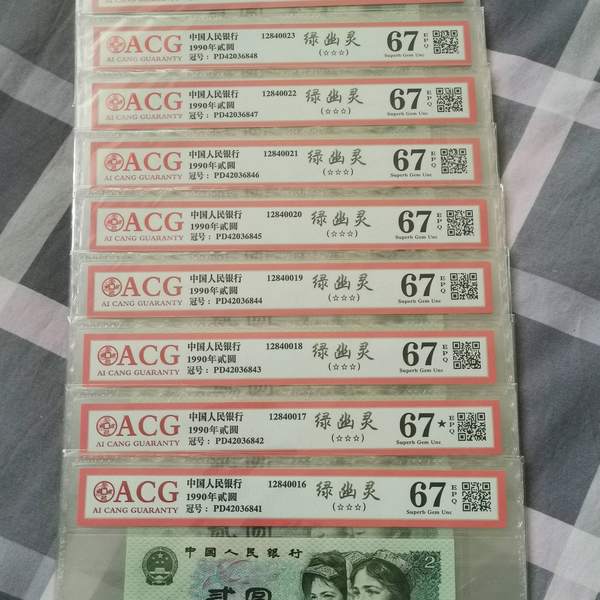 ACG 中国人民银行 12840023 绿幽灵 67 EPQ
AI CANG GUARANTY 1990年贰圆 (☆☆☆)
冠号: PD42036848
ACG 中国人民银行 12840022 绿幽灵 67 EPQ
AI CANG GUARANTY 1990年贰圆 (☆☆☆) Superb Gem Unc
冠号: PD42036847
ACG 中国人民银行 12840021 绿幽灵 67 EPQ
AI CANG GUARANTY 1990年贰圆 (☆☆☆) Superb Gem Unc
冠号: PD42036846
ACG 中国人民银行 12840020 绿幽灵 67 EPQ
AI CANG GUARANTY 1990年贰圆 (☆☆☆) Superb Gem Unc
冠号: PD42036845
ACG 中国人民银行 12840019 绿幽灵 67 EPQ
AI CANG GUARANTY 1990年贰圆 (☆☆☆) Superb Gem Unc
冠号: PD42036844
ACG 中国人民银行 12840018 绿幽灵 67 EPQ
AI CANG GUARANTY 1990年贰圆 (☆☆☆) Superb Gem Unc
冠号: PD42036843
ACG 中国人民银行 12840017 绿幽灵 67★ EPQ
AI CANG GUARANTY 1990年贰圆 (☆☆☆) Superb Gem Unc
冠号: PD42036842
ACG 中国人民银行 12840016 绿幽灵 67 EPQ
AI CANG GUARANTY 1990年贰圆 (☆☆☆) Superb Gem Unc
冠号: PD42036841
中国人民银行 2
贰圆